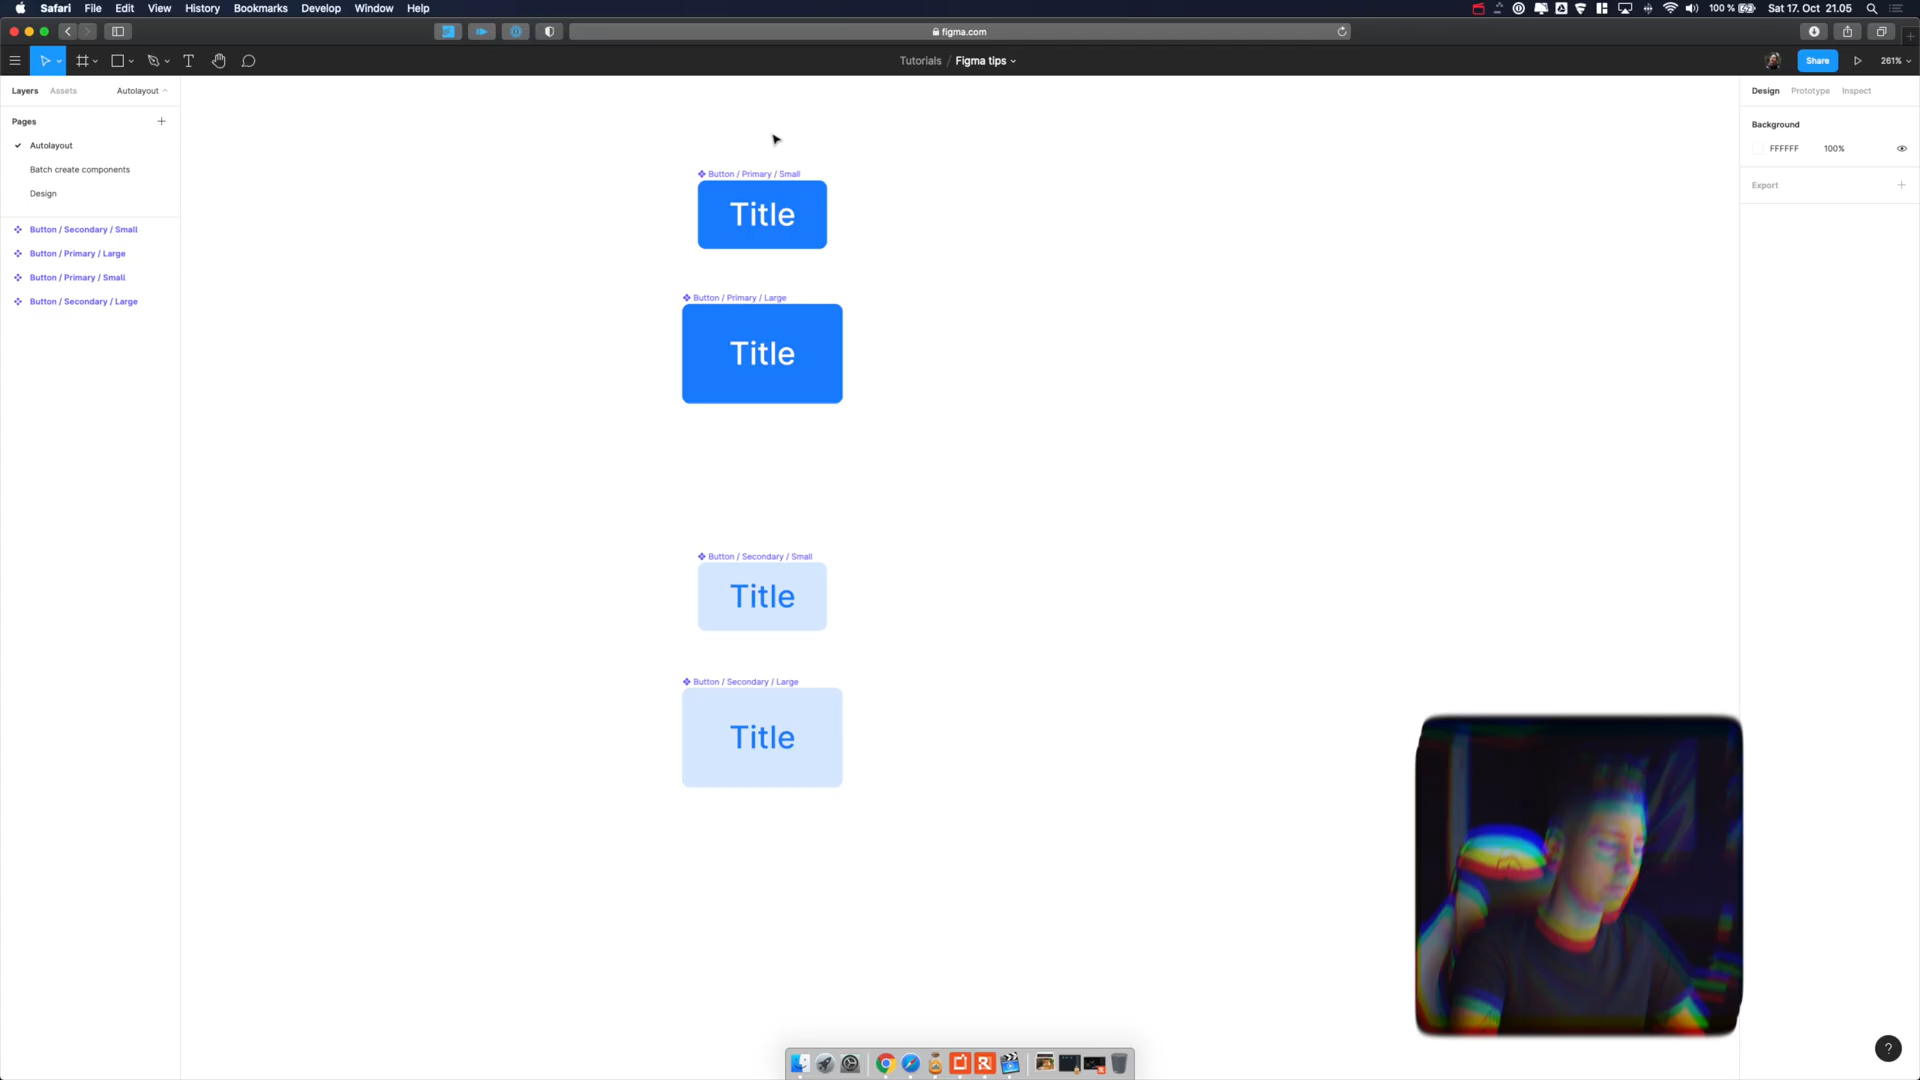 Safari File Edit View History Bookmarks Develop Window Help 100 % Sat 17. Oct 21.05
figma.com
Tutorials / Figma tips Share 261%
Layers Assets Autolayout Design Prototype Inspect
Pages
Autolayout
Batch create components
Design
Button / Secondary / Small
Button / Primary / Large
Button / Primary / Small
Button / Secondary / Large
Button / Primary / Small
Title
Button / Primary / Large
Title
Button / Secondary / Small
Title
Button / Secondary / Large
Title
Background
FFFFFF 100%
Export
?